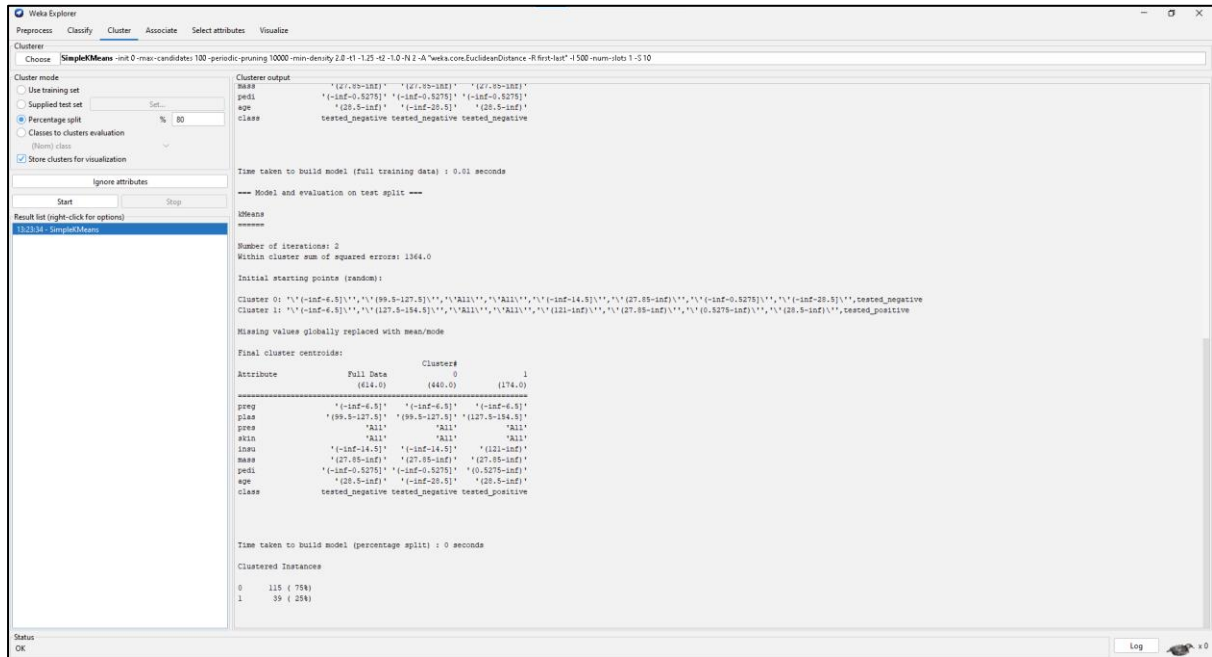 Weka Explorer
Preprocess Classify Cluster Associate Select attributes Visualize
Clusterer
Choose SimpleKMeans -init 0 -max-candidates 100 -periodic-pruning 10000 -min-density 2.0 -t1 -1.25 -t2 -1.0 -N 2 -A "weka.core.EuclideanDistance -R first-last" -I 500 -num-slots 1 -S 10
Cluster mode
Use training set
Supplied test set Set...
Percentage split % 80
Classes to clusters evaluation
(Nom) class
Store clusters for visualization
Ignore attributes
Start Stop
Result list (right-click for options)
13:23:34 - SimpleKMeans
Clusterer output
mass '(27.85-inf)' '(27.85-inf)' '(27.85-inf)'
pedi '(-inf-0.5275]' '(-inf-0.5275]' '(-inf-0.5275]'
age '(28.5-inf)' '(-inf-28.5]' '(28.5-inf)'
class tested_negative tested_negative tested_negative
Time taken to build model (full training data) : 0.01 seconds
=== Model and evaluation on test split ===
kMeans
======
Number of iterations: 2
Within cluster sum of squared errors: 1364.0
Initial starting points (random):
Cluster 0: '\'(-inf-6.5]\'','\'(99.5-127.5]\'','\'All\'','\'All\'','\'(-inf-14.5]\'','\'(27.85-inf)\'','\'(-inf-0.5275]\'','\'(-inf-28.5]\'',tested_negative
Cluster 1: '\'(-inf-6.5]\'','\'(127.5-154.5]\'','\'All\'','\'All\'','\'(121-inf)\'','\'(27.85-inf)\'','\'(0.5275-inf)\'','\'(28.5-inf)\'',tested_positive
Missing values globally replaced with mean/mode
Final cluster centroids:
Cluster#
Attribute Full Data 0 1
(614.0) (440.0) (174.0)
==================================================================
preg '(-inf-6.5]' '(-inf-6.5]' '(-inf-6.5]'
plas '(99.5-127.5]' '(99.5-127.5]' '(127.5-154.5]'
pres 'All' 'All' 'All'
skin 'All' 'All' 'All'
insu '(-inf-14.5]' '(-inf-14.5]' '(121-inf)'
mass '(27.85-inf)' '(27.85-inf)' '(27.85-inf)'
pedi '(-inf-0.5275]' '(-inf-0.5275]' '(0.5275-inf)'
age '(28.5-inf)' '(-inf-28.5]' '(28.5-inf)'
class tested_negative tested_negative tested_positive
Time taken to build model (percentage split) : 0 seconds
Clustered Instances
0 115 ( 75%)
1 39 ( 25%)
Status
OK
Log x 0